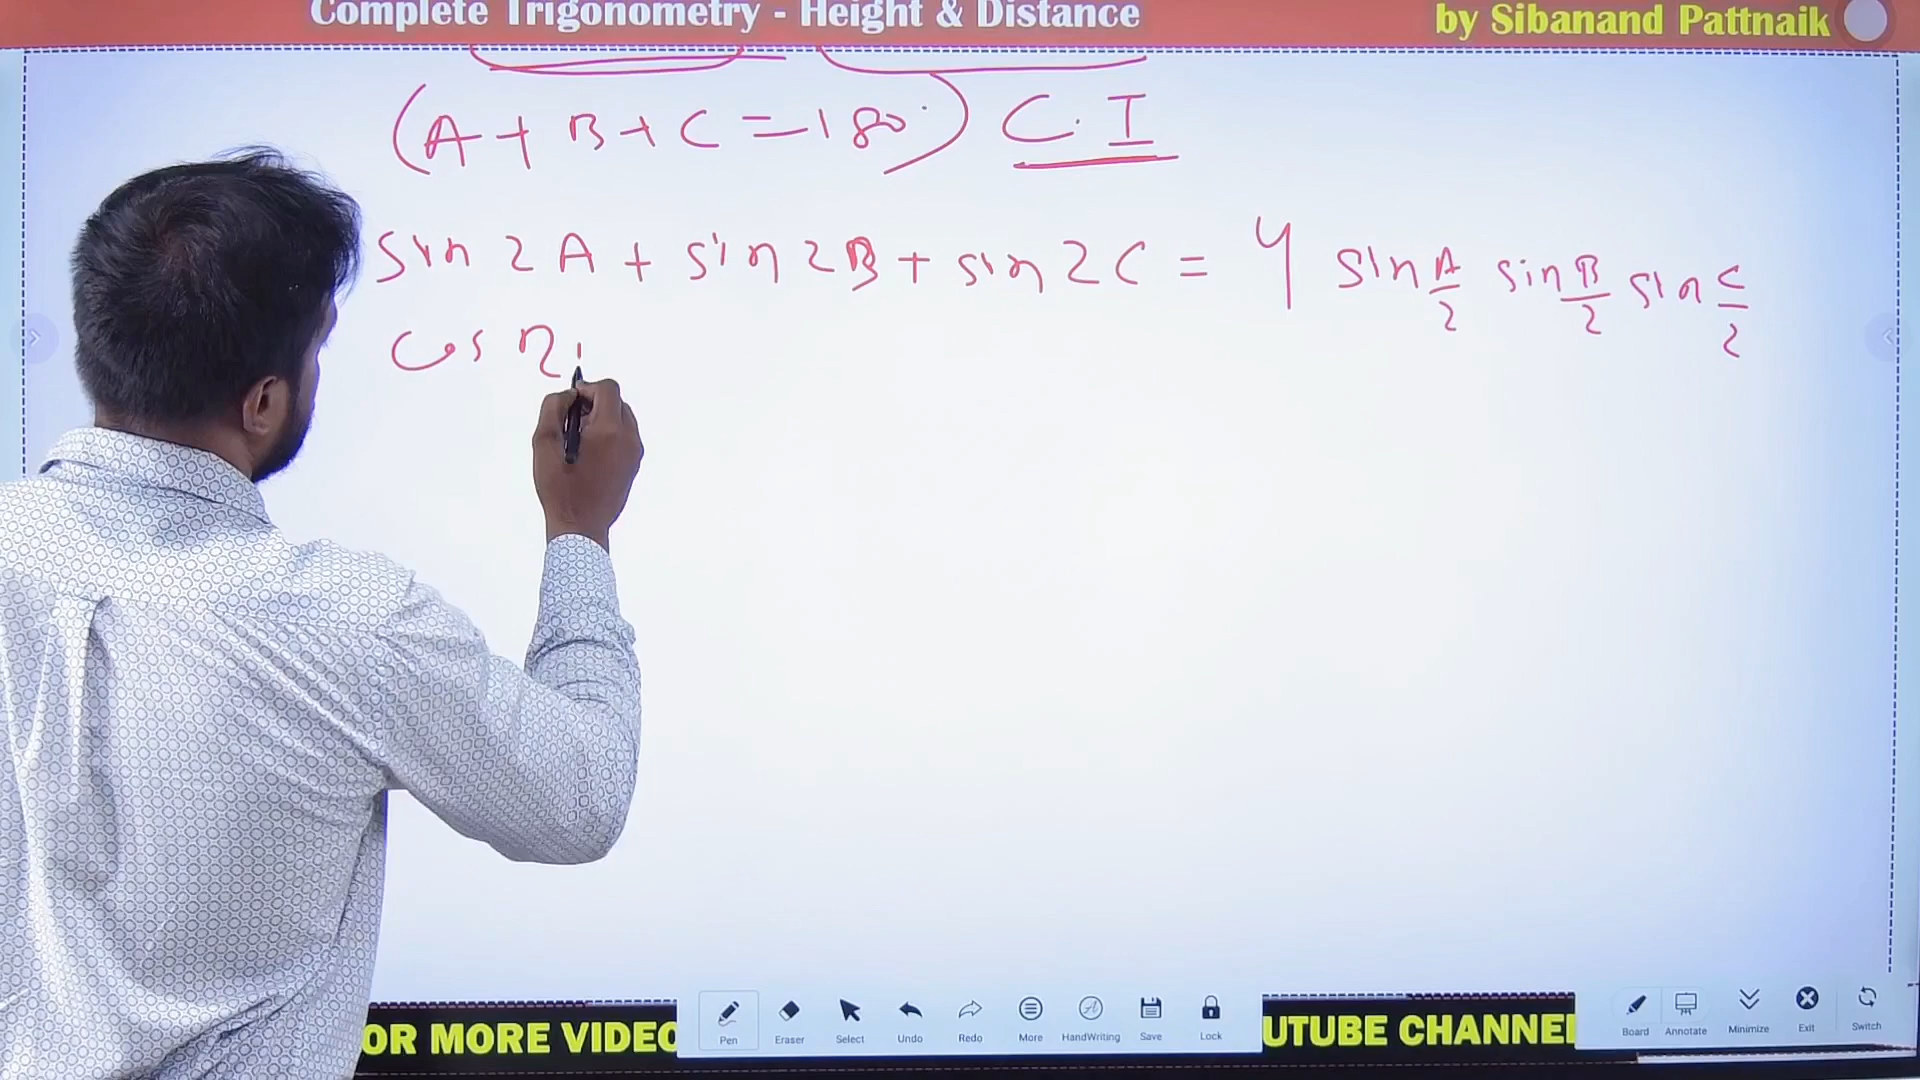 Complete Trigonometry - Height & Distance
by Sibanand Pattnaik
(A + B + C = 180°) C.I
sin 2A + sin 2B + sin 2C = 4 sin A/2 sin B/2 sin C/2
cos 2
OR MORE VIDEO
UTUBE CHANNEL
Pen
Eraser
Select
Undo
Redo
More
HandWriting
Save
Lock
Board
Annotate
Minimize
Exit
Switch